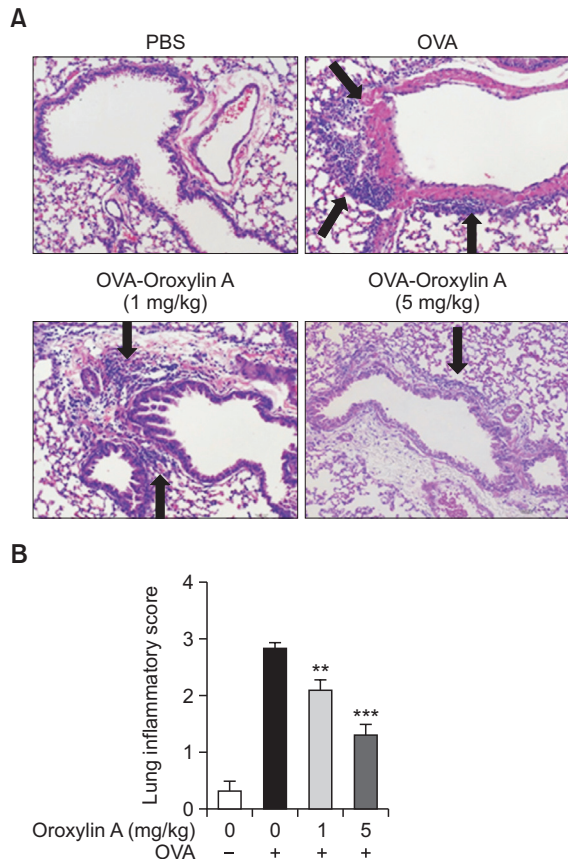 A
PBS
OVA
OVA-Oroxylin A
(1 mg/kg)
OVA-Oroxylin A
(5 mg/kg)
B
Lung inflammatory score
4
3
2
1
0
**
***
Oroxylin A (mg/kg) 0 0 1 5
OVA – + + +